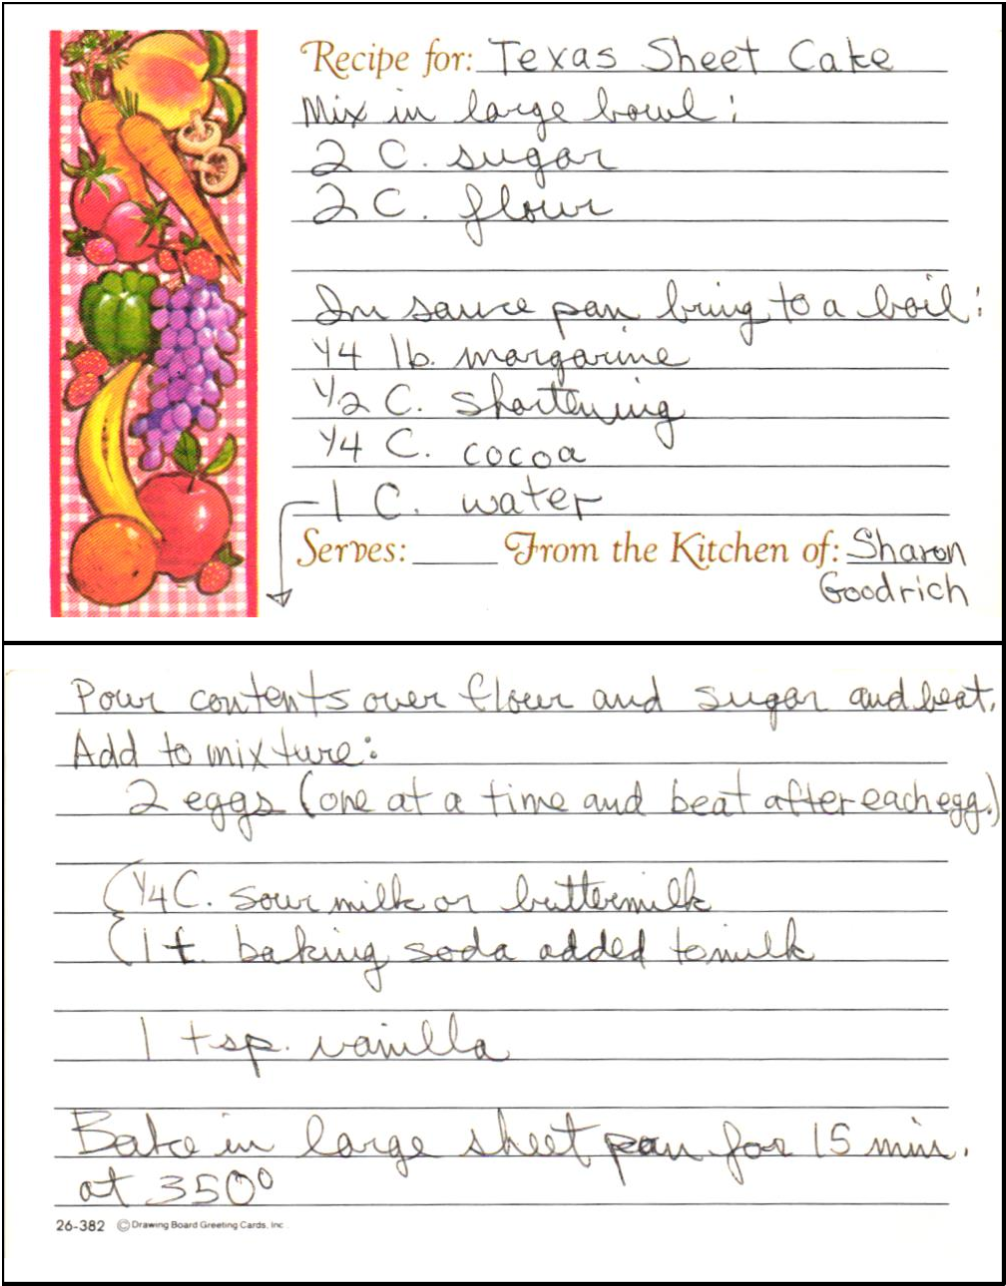 Recipe for: Texas Sheet Cake
Mix in large bowl:
2 C. sugar
2 C. flour
In sauce pan bring to a boil:
1/4 lb. margarine
1/2 C. shortening
1/4 C. cocoa
1 C. water
Serves: ____ From the Kitchen of: Sharon
Goodrich
Pour contents over flour and sugar and beat.
Add to mixture:
2 eggs (one at a time and beat after each egg.)
1/4 C. sour milk or buttermilk
1 t. baking soda added to milk
1 tsp. vanilla
Bake in large sheet pan for 15 min.
at 350°
26-382 © Drawing Board Greeting Cards, Inc.